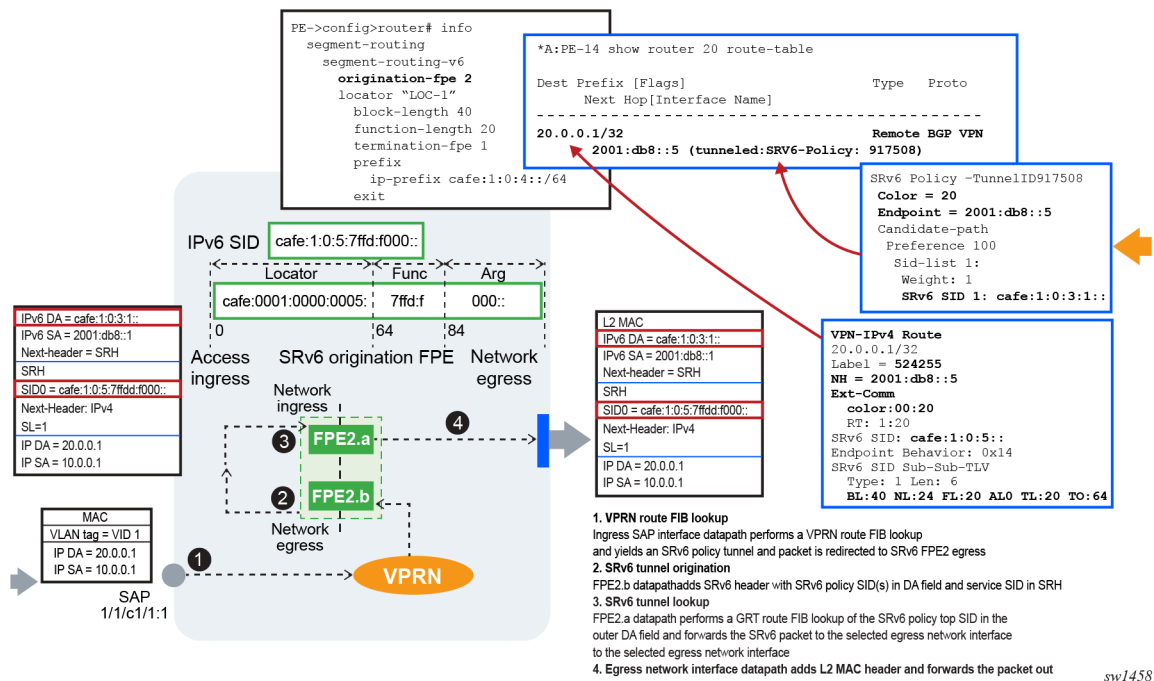 PE->config>router# info
segment-routing
segment-routing-v6
origination-fpe 2
locator “LOC-1”
block-length 40
function-length 20
termination-fpe 1
prefix
ip-prefix cafe:1:0:4::/64
exit
*A:PE-14 show router 20 route-table
Dest Prefix [Flags] Type Proto
Next Hop[Interface Name]
20.0.0.1/32 Remote BGP VPN
2001:db8::5 (tunneled:SRV6-Policy: 917508)
SRv6 Policy -TunnelID917508
Color = 20
Endpoint = 2001:db8::5
Candidate-path
Preference 100
Sid-list 1:
Weight: 1
SRv6 SID 1: cafe:1:0:3:1::
VPN-IPv4 Route
20.0.0.1/32
Label = 524255
NH = 2001:db8::5
Ext-Comm
color:00:20
RT: 1:20
SRv6 SID: cafe:1:0:5::
Endpoint Behavior: 0x14
SRv6 SID Sub-Sub-TLV
Type: 1 Len: 6
BL:40 NL:24 FL:20 AL0 TL:20 TO:64
IPv6 SID cafe:1:0:5:7ffd:f000::
Locator Func Arg
cafe:0001:0000:0005: 7ffd:f 000::
0 64 84
Access ingress
SRv6 origination FPE
Network egress
IPv6 DA = cafe:1:0:3:1::
IPv6 SA = 2001:db8::1
Next-header = SRH
SRH
SID0 = cafe:1:0:5:7ffdd:f000::
Next-Header: IPv4
SL=1
IP DA = 20.0.0.1
IP SA = 10.0.0.1
Network
ingress
3
FPE2.a
4
2
FPE2.b
Network
egress
MAC
VLAN tag = VID 1
IP DA = 20.0.0.1
IP SA = 10.0.0.1
1
VPRN
SAP
1/1/c1/1:1
L2 MAC
IPv6 DA = cafe:1:0:3:1::
IPv6 SA = 2001:db8::1
Next-header = SRH
SRH
SID0 = cafe:1:0:5:7ffdd:f000::
Next-Header: IPv4
SL=1
IP DA = 20.0.0.1
IP SA = 10.0.0.1
1. VPRN route FIB lookup
Ingress SAP interface datapath performs a VPRN route FIB lookup
and yields an SRv6 policy tunnel and packet is redirected to SRv6 FPE2 egress
2. SRv6 tunnel origination
FPE2.b datapathadds SRv6 header with SRv6 policy SID(s) in DA field and service SID in SRH
3. SRv6 tunnel lookup
FPE2.a datapath performs a GRT route FIB lookup of the SRv6 policy top SID in the
outer DA field and forwards the SRv6 packet to the selected egress network interface
to the selected egress network interface
4. Egress network interface datapath adds L2 MAC header and forwards the packet out
sw1458